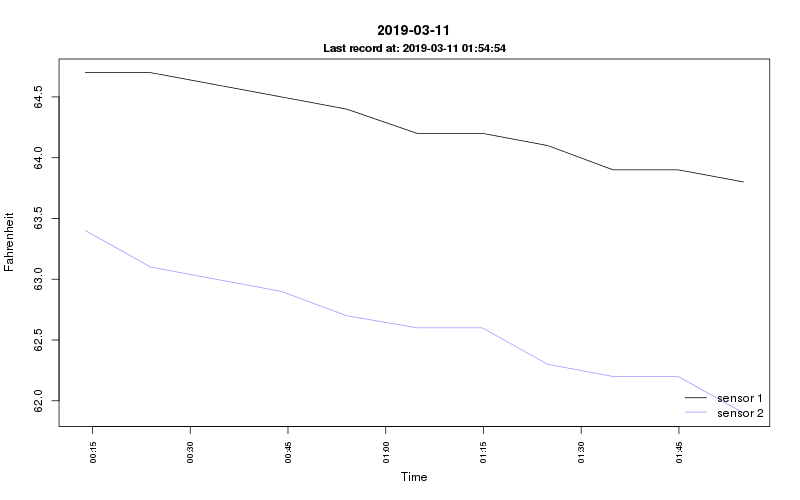 2019-03-11
Last record at: 2019-03-11 01:54:54
Fahrenheit
64.5
64.0
63.5
63.0
62.5
62.0
sensor 1
sensor 2
00:15 00:30 00:45 01:00 01:15 01:30 01:45
Time